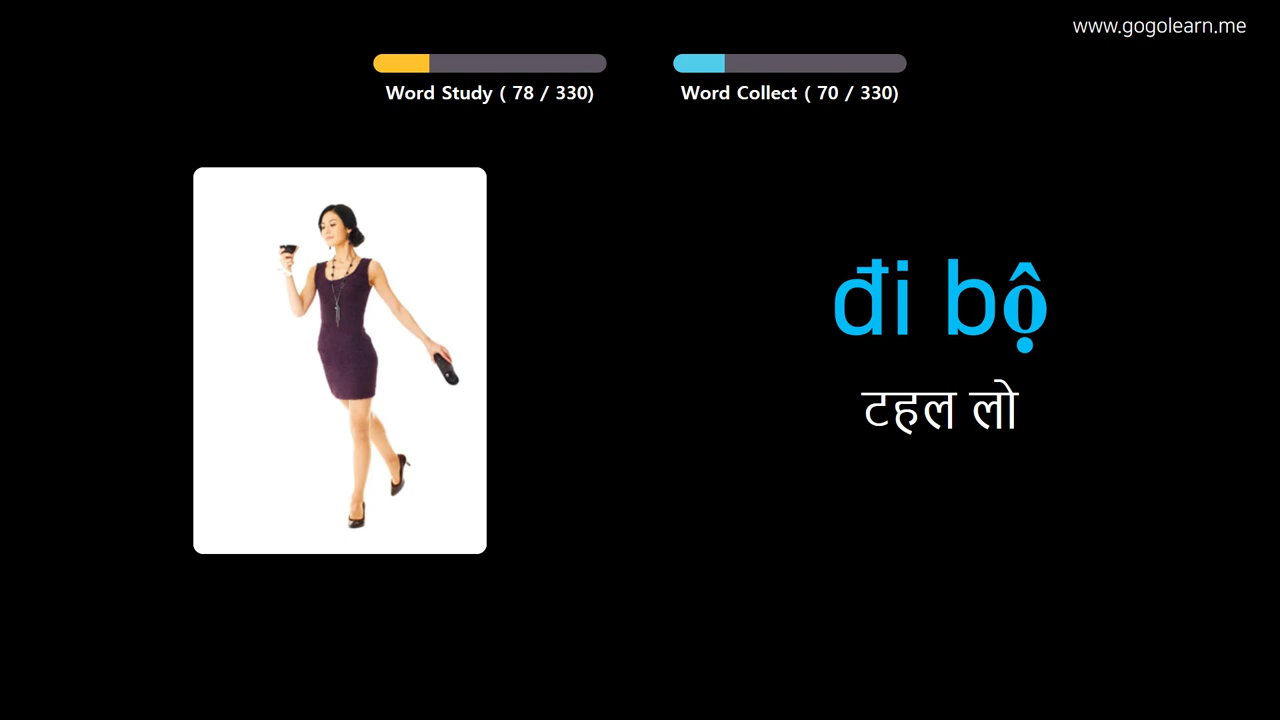 www.gogolearn.me
Word Study ( 78 / 330)
Word Collect ( 70 / 330)
đi bộ
टहल लो